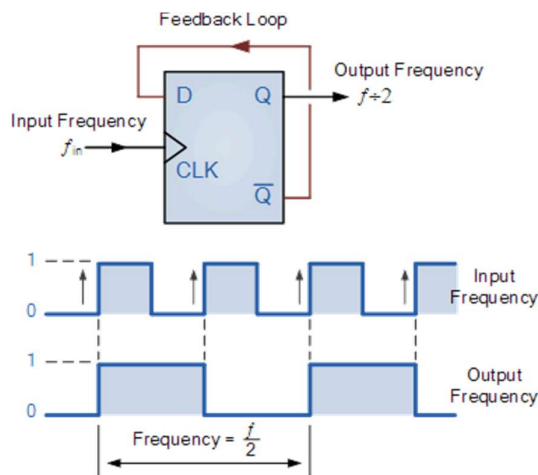 Feedback Loop
Output Frequency
D Q
f÷2
Input Frequency
fin
CLK
Q̅
1
0
Input
Frequency
1
0
Output
Frequency
Frequency = f/2